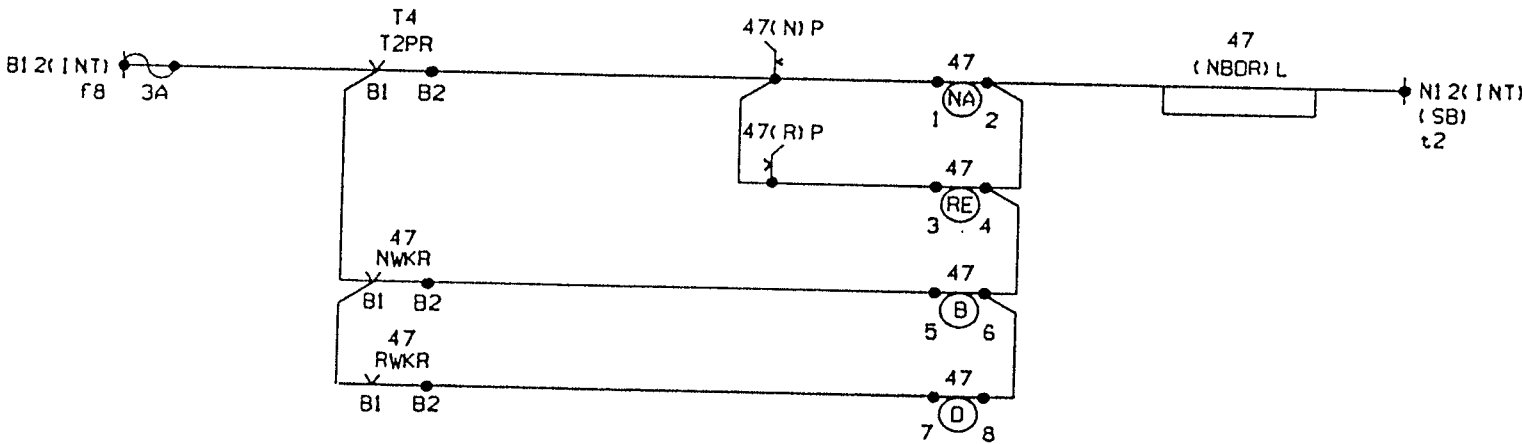 T4
T2PR
B12(INT)
f8
3A
B1
B2
47(N)P
47
NA
1
2
47
(NBDR)L
N12(INT)
(SB)
t2
47(R)P
47
RE
3
4
47
NWKR
B1
B2
47
B
5
6
47
RWKR
B1
B2
47
D
7
8